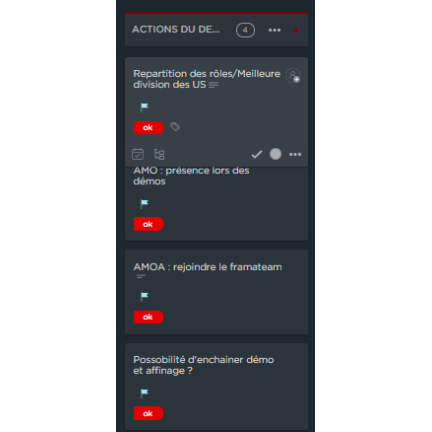 ACTIONS DU DE... 4
Repartition des rôles/Meilleure
division des US
ok
AMO : présence lors des
démos
ok
AMOA : rejoindre le framateam
ok
Possobilité d'enchainer démo
et affinage ?
ok